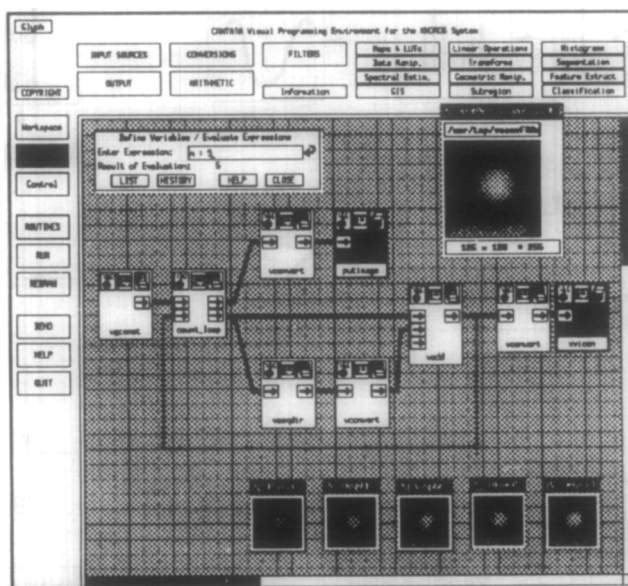 Glyph
CANTATA Visual Programing Environment for the KHOROS System
INPUT SOURCES
CONVERSIONS
FILTERS
Maps & LUTs
Linear Operations
Histograms
Data Manip.
Transforms
Segmentation
OUTPUT
ARITHMETIC
Spectral Estim.
Geometric Manip.
Feature Extract
Information
GIS
Subregion
Classification
COPYRIGHT
Workspace
Control
ROUTINES
RUN
REDRAW
DEMO
HELP
QUIT
Define Variables / Evaluate Expressions
Enter Expression:
Result of Evaluation: 5
LIST
HISTORY
HELP
CLOSE
vconvert
putimage
vgconst
count_loop
vadd
vconvert
xvicon
vconvert